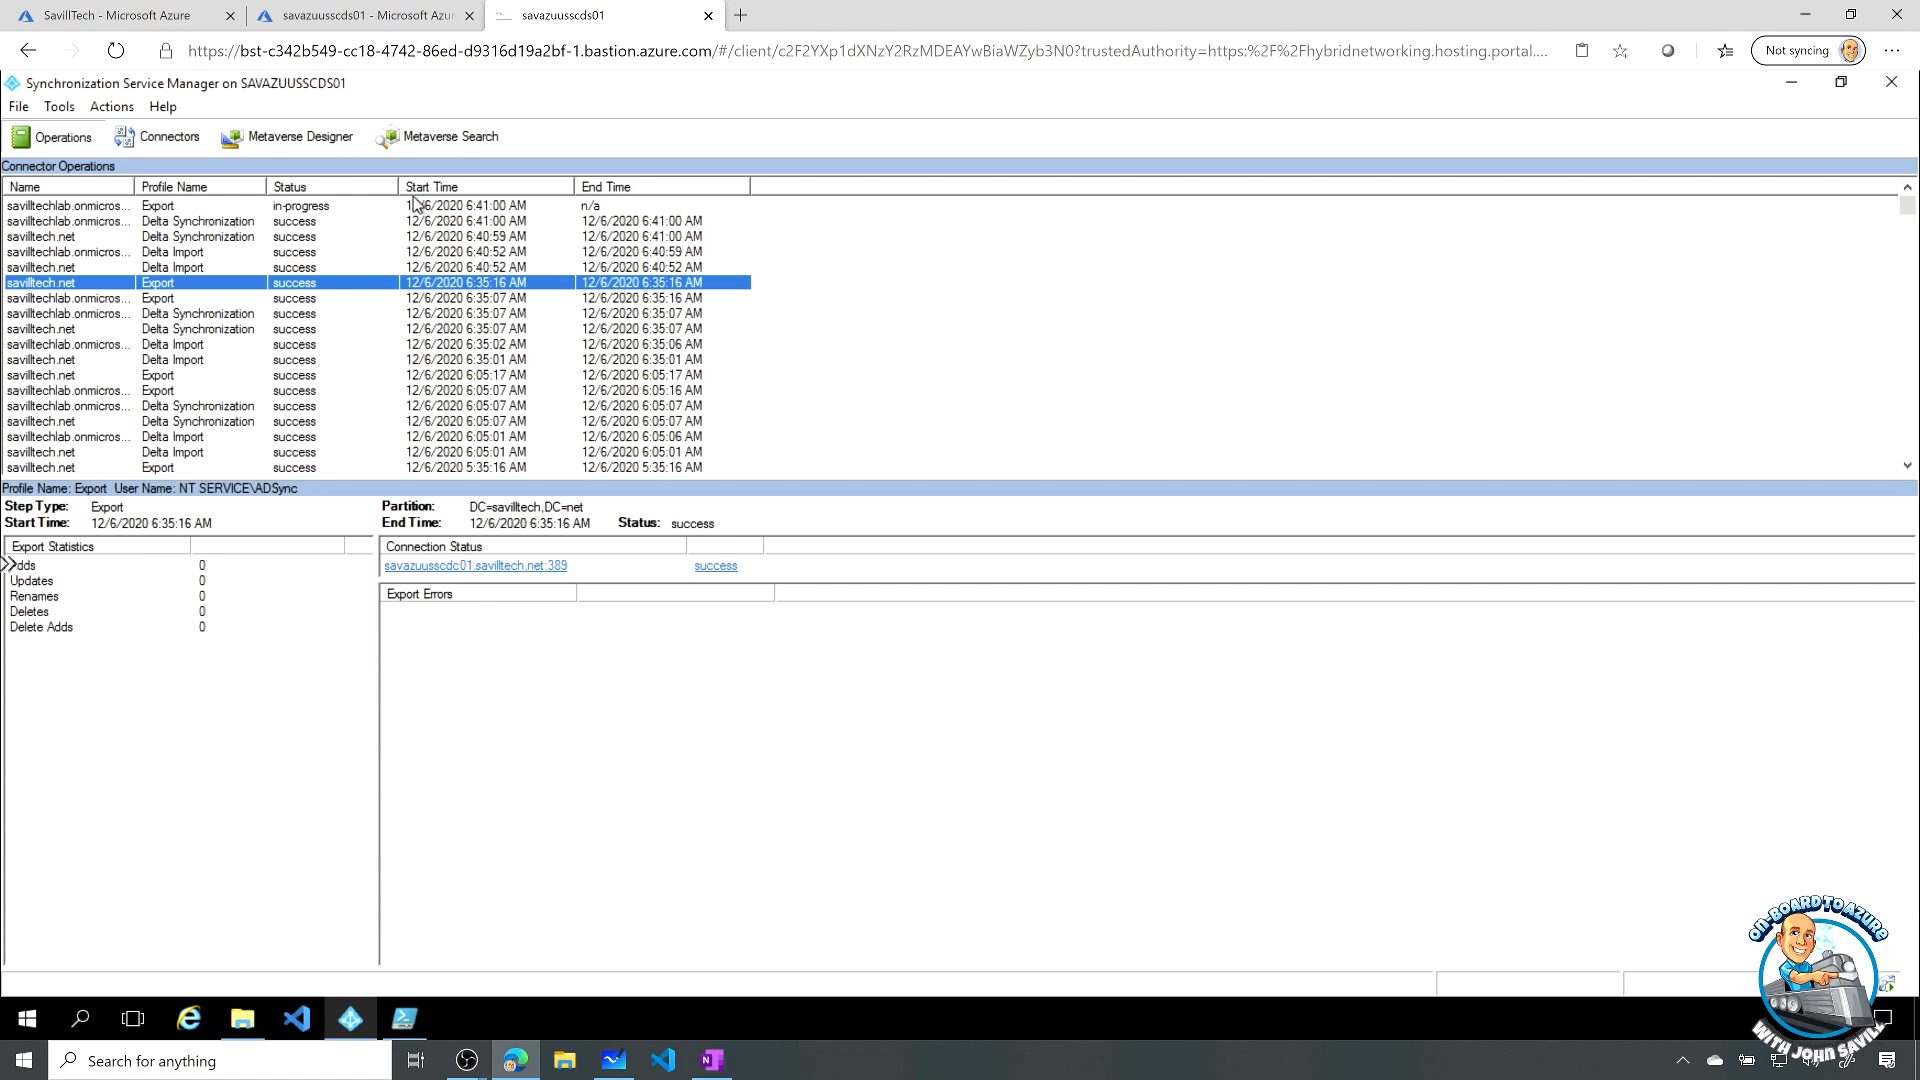 SavillTech - Microsoft Azure
savazuusscds01 - Microsoft Azur
savazuusscds01
https://bst-c342b549-cc18-4742-86ed-d9316d19a2bf-1.bastion.azure.com/#/client/c2F2YXp1dXNzY2RzMDEAYwBiaWZyb3N0?trustedAuthority=https:%2F%2Fhybridnetworking.hosting.portal....
Not syncing
Synchronization Service Manager on SAVAZUUSSCDS01
File Tools Actions Help
Operations Connectors Metaverse Designer Metaverse Search
Connector Operations
Name Profile Name Status Start Time End Time
savilltechlab.onmicros... Export in-progress 12/6/2020 6:41:00 AM n/a
savilltechlab.onmicros... Delta Synchronization success 12/6/2020 6:41:00 AM 12/6/2020 6:41:00 AM
savilltech.net Delta Synchronization success 12/6/2020 6:40:59 AM 12/6/2020 6:41:00 AM
savilltechlab.onmicros... Delta Import success 12/6/2020 6:40:52 AM 12/6/2020 6:40:59 AM
savilltech.net Delta Import success 12/6/2020 6:40:52 AM 12/6/2020 6:40:52 AM
savilltech.net Export success 12/6/2020 6:35:16 AM 12/6/2020 6:35:16 AM
savilltechlab.onmicros... Export success 12/6/2020 6:35:07 AM 12/6/2020 6:35:16 AM
savilltechlab.onmicros... Delta Synchronization success 12/6/2020 6:35:07 AM 12/6/2020 6:35:07 AM
savilltech.net Delta Synchronization success 12/6/2020 6:35:07 AM 12/6/2020 6:35:07 AM
savilltechlab.onmicros... Delta Import success 12/6/2020 6:35:02 AM 12/6/2020 6:35:06 AM
savilltech.net Delta Import success 12/6/2020 6:35:01 AM 12/6/2020 6:35:01 AM
savilltech.net Export success 12/6/2020 6:05:17 AM 12/6/2020 6:05:17 AM
savilltechlab.onmicros... Export success 12/6/2020 6:05:07 AM 12/6/2020 6:05:16 AM
savilltechlab.onmicros... Delta Synchronization success 12/6/2020 6:05:07 AM 12/6/2020 6:05:07 AM
savilltech.net Delta Synchronization success 12/6/2020 6:05:07 AM 12/6/2020 6:05:07 AM
savilltechlab.onmicros... Delta Import success 12/6/2020 6:05:01 AM 12/6/2020 6:05:06 AM
savilltech.net Delta Import success 12/6/2020 6:05:01 AM 12/6/2020 6:05:01 AM
savilltech.net Export success 12/6/2020 5:35:16 AM 12/6/2020 5:35:16 AM
Profile Name: Export User Name: NT SERVICE\ADSync
Step Type: Export Partition: DC=savilltech,DC=net
Start Time: 12/6/2020 6:35:16 AM End Time: 12/6/2020 6:35:16 AM Status: success
Export Statistics
dds 0
Updates 0
Renames 0
Deletes 0
Delete Adds 0
Connection Status
savazuusscdc01.savilltech.net:389 success
Export Errors
ON-BOARD TO AZURE
WITH JOHN SAVILL
Search for anything